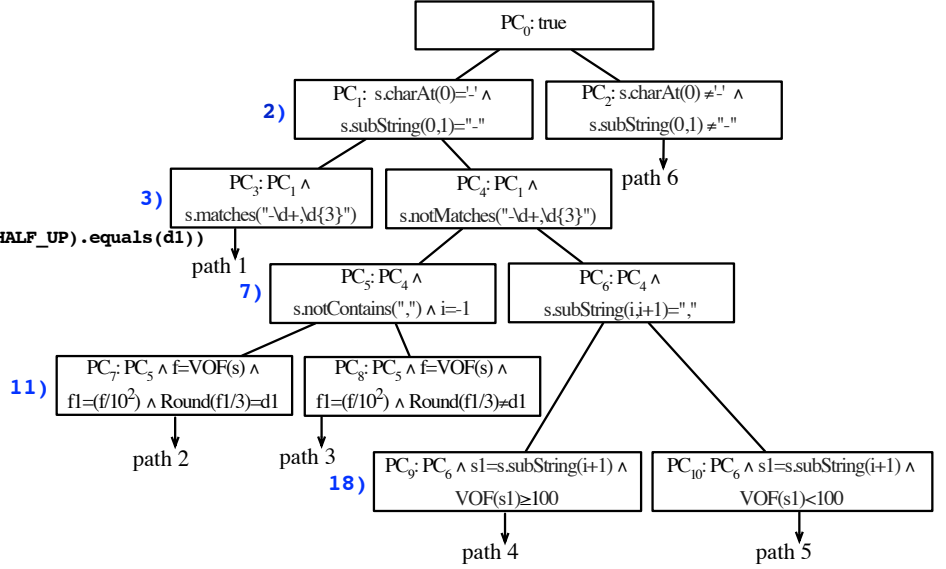 PC0: true
2)
PC1: s.charAt(0)='-' ∧
s.subString(0,1)="-"
PC2: s.charAt(0) ≠'-' ∧
s.subString(0,1) ≠"-"
path 6
3)
PC3: PC1 ∧
s.matches("-\d+,\d{3}")
PC4: PC1 ∧
s.notMatches("-\d+,\d{3}")
HALF_UP).equals(d1))
path 1
7)
PC5: PC4 ∧
s.notContains(",") ∧ i=-1
PC6: PC4 ∧
s.subString(i,i+1)=","
11)
PC7: PC5 ∧ f=VOF(s) ∧
f1=(f/10²) ∧ Round(f1/3)=d1
PC8: PC5 ∧ f=VOF(s) ∧
f1=(f/10²) ∧ Round(f1/3)≠d1
path 2
path 3
18)
PC9: PC6 ∧ s1=s.subString(i+1) ∧
VOF(s1)≥100
PC10: PC6 ∧ s1=s.subString(i+1) ∧
VOF(s1)<100
path 4
path 5